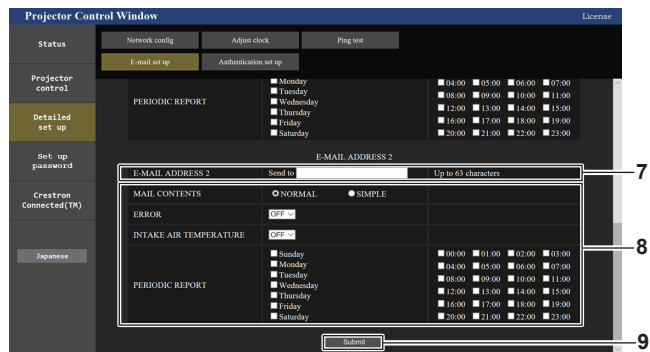 Projector Control Window License
Status Network config Adjust clock Ping test
E-mail set up Authentication set up
Projector control
Detailed set up
Set up password
Crestron Connected(TM)
Japanese
PERIODIC REPORT
Monday 04:00 05:00 06:00 07:00
Tuesday 08:00 09:00 10:00 11:00
Wednesday 12:00 13:00 14:00 15:00
Thursday
Friday 16:00 17:00 18:00 19:00
Saturday 20:00 21:00 22:00 23:00
E-MAIL ADDRESS 2
E-MAIL ADDRESS 2 Send to Up to 63 characters 7
MAIL CONTENTS NORMAL SIMPLE
ERROR OFF
INTAKE AIR TEMPERATURE OFF 8
PERIODIC REPORT
Sunday 00:00 01:00 02:00 03:00
Monday 04:00 05:00 06:00 07:00
Tuesday 08:00 09:00 10:00 11:00
Wednesday 12:00 13:00 14:00 15:00
Thursday
Friday 16:00 17:00 18:00 19:00
Saturday 20:00 21:00 22:00 23:00
Submit 9